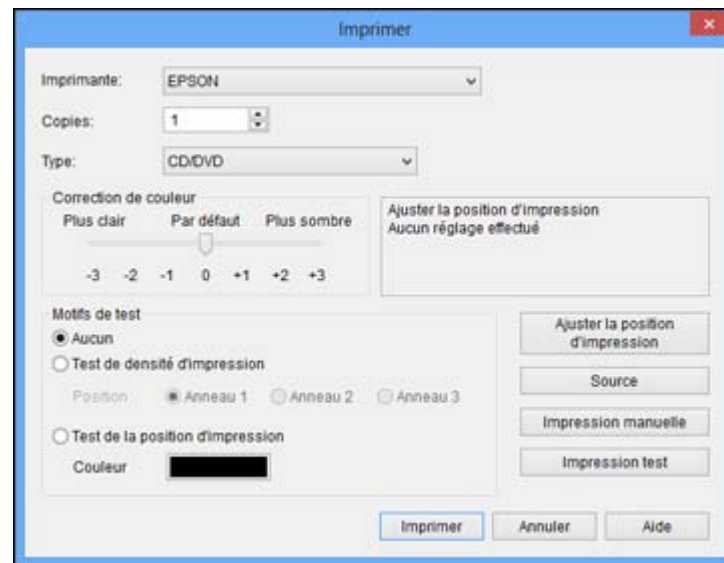 Imprimer
Imprimante: EPSON
Copies: 1
Type: CD/DVD
Correction de couleur
Plus clair Par défaut Plus sombre
-3 -2 -1 0 +1 +2 +3
Ajuster la position d'impression
Aucun réglage effectué
Motifs de test
Aucun
Test de densité d'impression
Position Anneau 1 Anneau 2 Anneau 3
Test de la position d'impression
Couleur
Ajuster la position
d'impression
Source
Impression manuelle
Impression test
Imprimer Annuler Aide